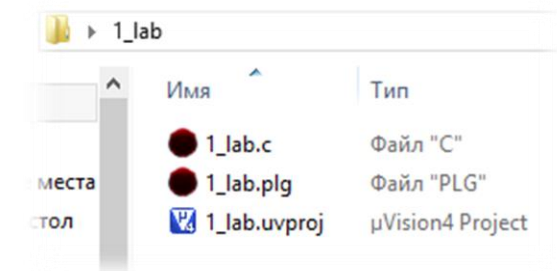 1_lab
Имя Тип
1_lab.c Файл "C"
места 1_lab.plg Файл "PLG"
стол 1_lab.uvproj µVision4 Project